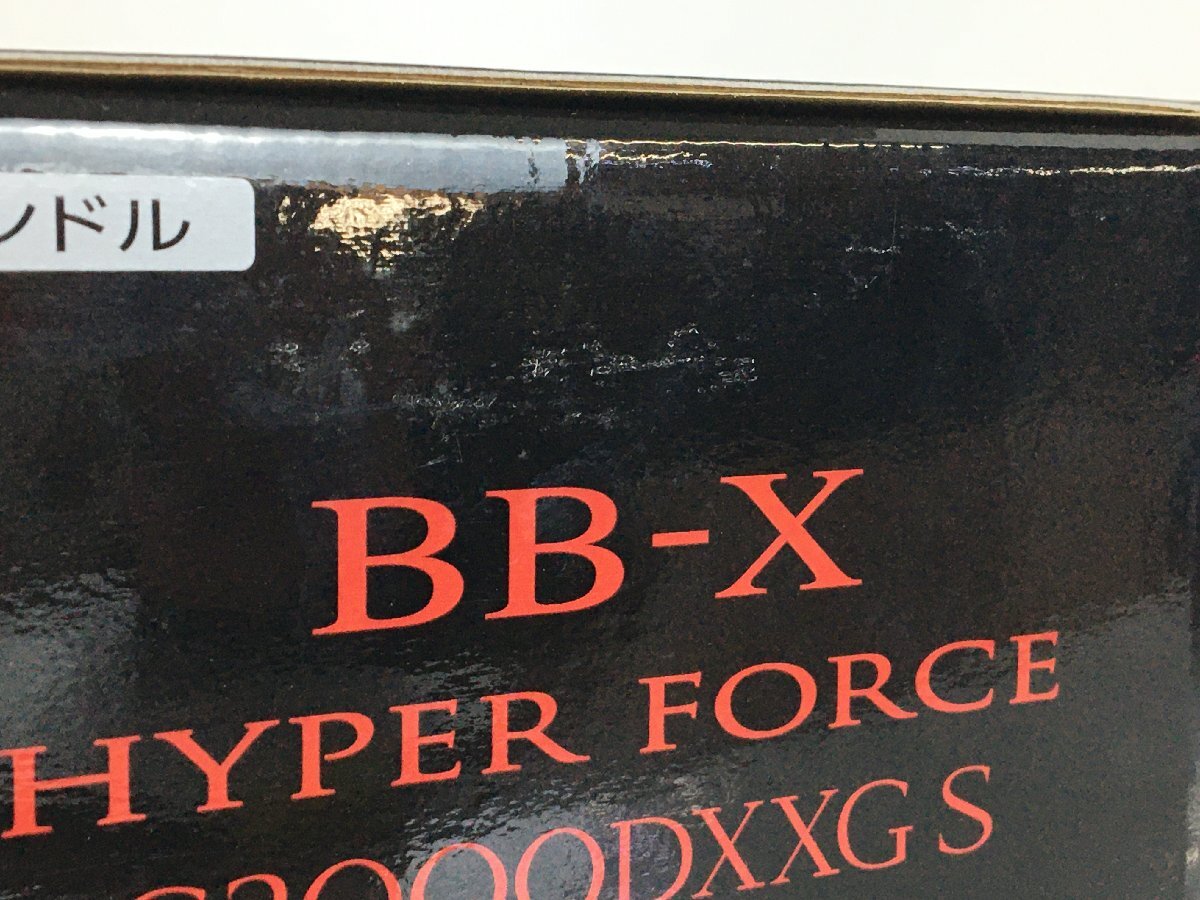 ンドル
BB-X
HYPER FORCE
C3000DXXG S